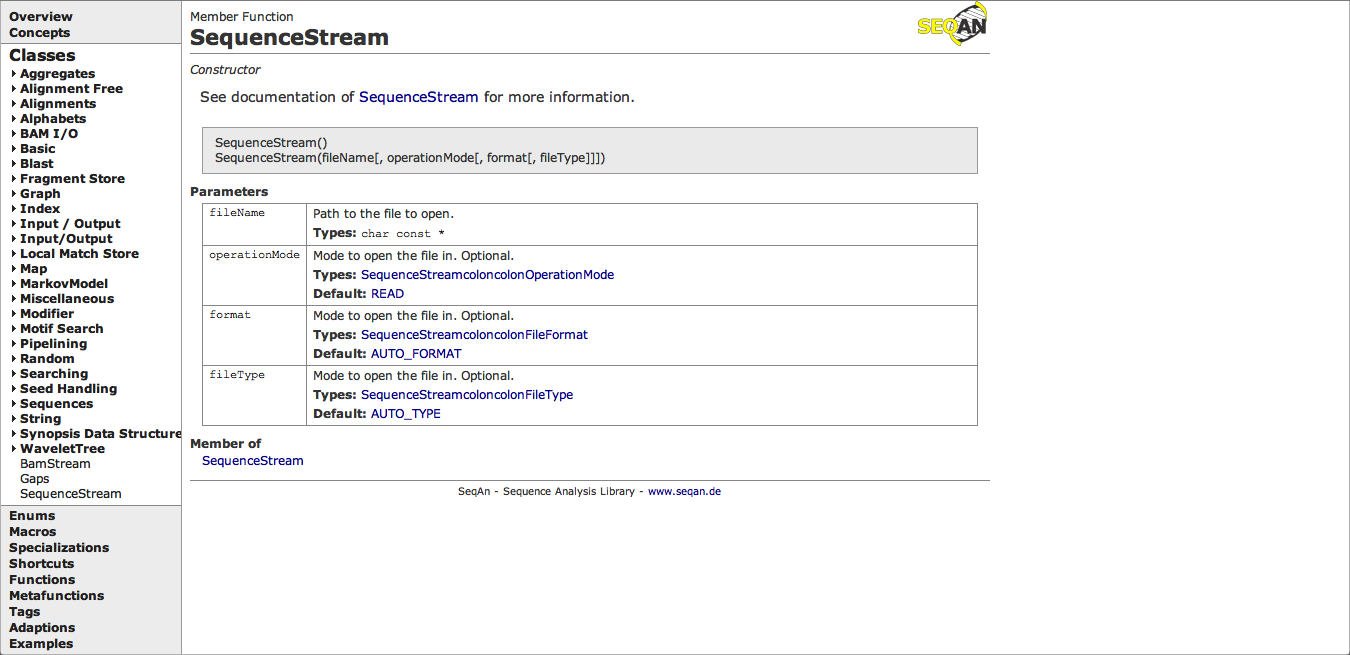 Overview
Concepts
Classes
Aggregates
Alignment Free
Alignments
Alphabets
BAM I/O
Basic
Blast
Fragment Store
Graph
Index
Input / Output
Input/Output
Local Match Store
Map
MarkovModel
Miscellaneous
Modifier
Motif Search
Pipelining
Random
Searching
Seed Handling
Sequences
String
Synopsis Data Structure
WaveletTree
BamStream
Gaps
SequenceStream
Enums
Macros
Specializations
Shortcuts
Functions
Metafunctions
Tags
Adaptions
Examples
Member Function
SequenceStream
SEQAN
Constructor
See documentation of SequenceStream for more information.
SequenceStream()
SequenceStream(fileName[, operationMode[, format[, fileType]]])
Parameters
fileName
Path to the file to open.
Types: char const *
operationMode
Mode to open the file in. Optional.
Types: SequenceStreamcoloncolonOperationMode
Default: READ
format
Mode to open the file in. Optional.
Types: SequenceStreamcoloncolonFileFormat
Default: AUTO_FORMAT
fileType
Mode to open the file in. Optional.
Types: SequenceStreamcoloncolonFileType
Default: AUTO_TYPE
Member of
SequenceStream
SeqAn - Sequence Analysis Library - www.seqan.de